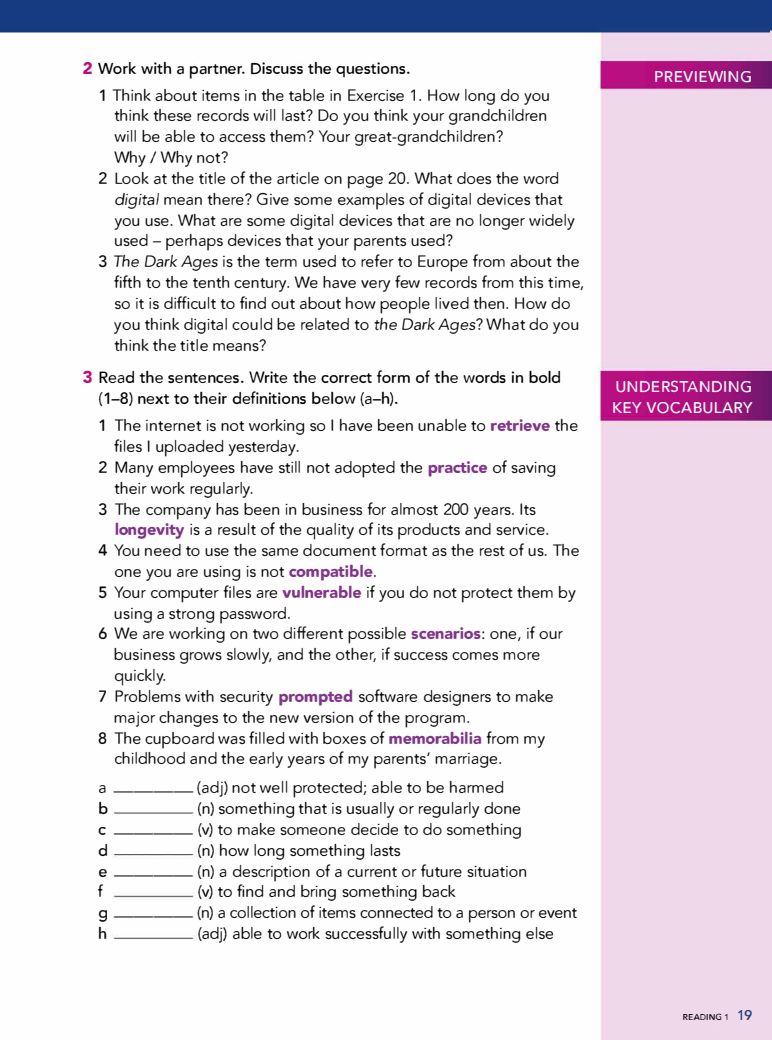 2 Work with a partner. Discuss the questions.
PREVIEWING
1 Think about items in the table in Exercise 1. How long do you
think these records will last? Do you think your grandchildren
will be able to access them? Your great-grandchildren?
Why / Why not?
2 Look at the title of the article on page 20. What does the word
digital mean there? Give some examples of digital devices that
you use. What are some digital devices that are no longer widely
used – perhaps devices that your parents used?
3 The Dark Ages is the term used to refer to Europe from about the
fifth to the tenth century. We have very few records from this time,
so it is difficult to find out about how people lived then. How do
you think digital could be related to the Dark Ages? What do you
think the title means?
3 Read the sentences. Write the correct form of the words in bold
(1–8) next to their definitions below (a–h).
UNDERSTANDING
KEY VOCABULARY
1 The internet is not working so I have been unable to retrieve the
files I uploaded yesterday.
2 Many employees have still not adopted the practice of saving
their work regularly.
3 The company has been in business for almost 200 years. Its
longevity is a result of the quality of its products and service.
4 You need to use the same document format as the rest of us. The
one you are using is not compatible.
5 Your computer files are vulnerable if you do not protect them by
using a strong password.
6 We are working on two different possible scenarios: one, if our
business grows slowly, and the other, if success comes more
quickly.
7 Problems with security prompted software designers to make
major changes to the new version of the program.
8 The cupboard was filled with boxes of memorabilia from my
childhood and the early years of my parents' marriage.
a __________ (adj) not well protected; able to be harmed
b __________ (n) something that is usually or regularly done
c __________ (v) to make someone decide to do something
d __________ (n) how long something lasts
e __________ (n) a description of a current or future situation
f __________ (v) to find and bring something back
g __________ (n) a collection of items connected to a person or event
h __________ (adj) able to work successfully with something else
READING 1 19